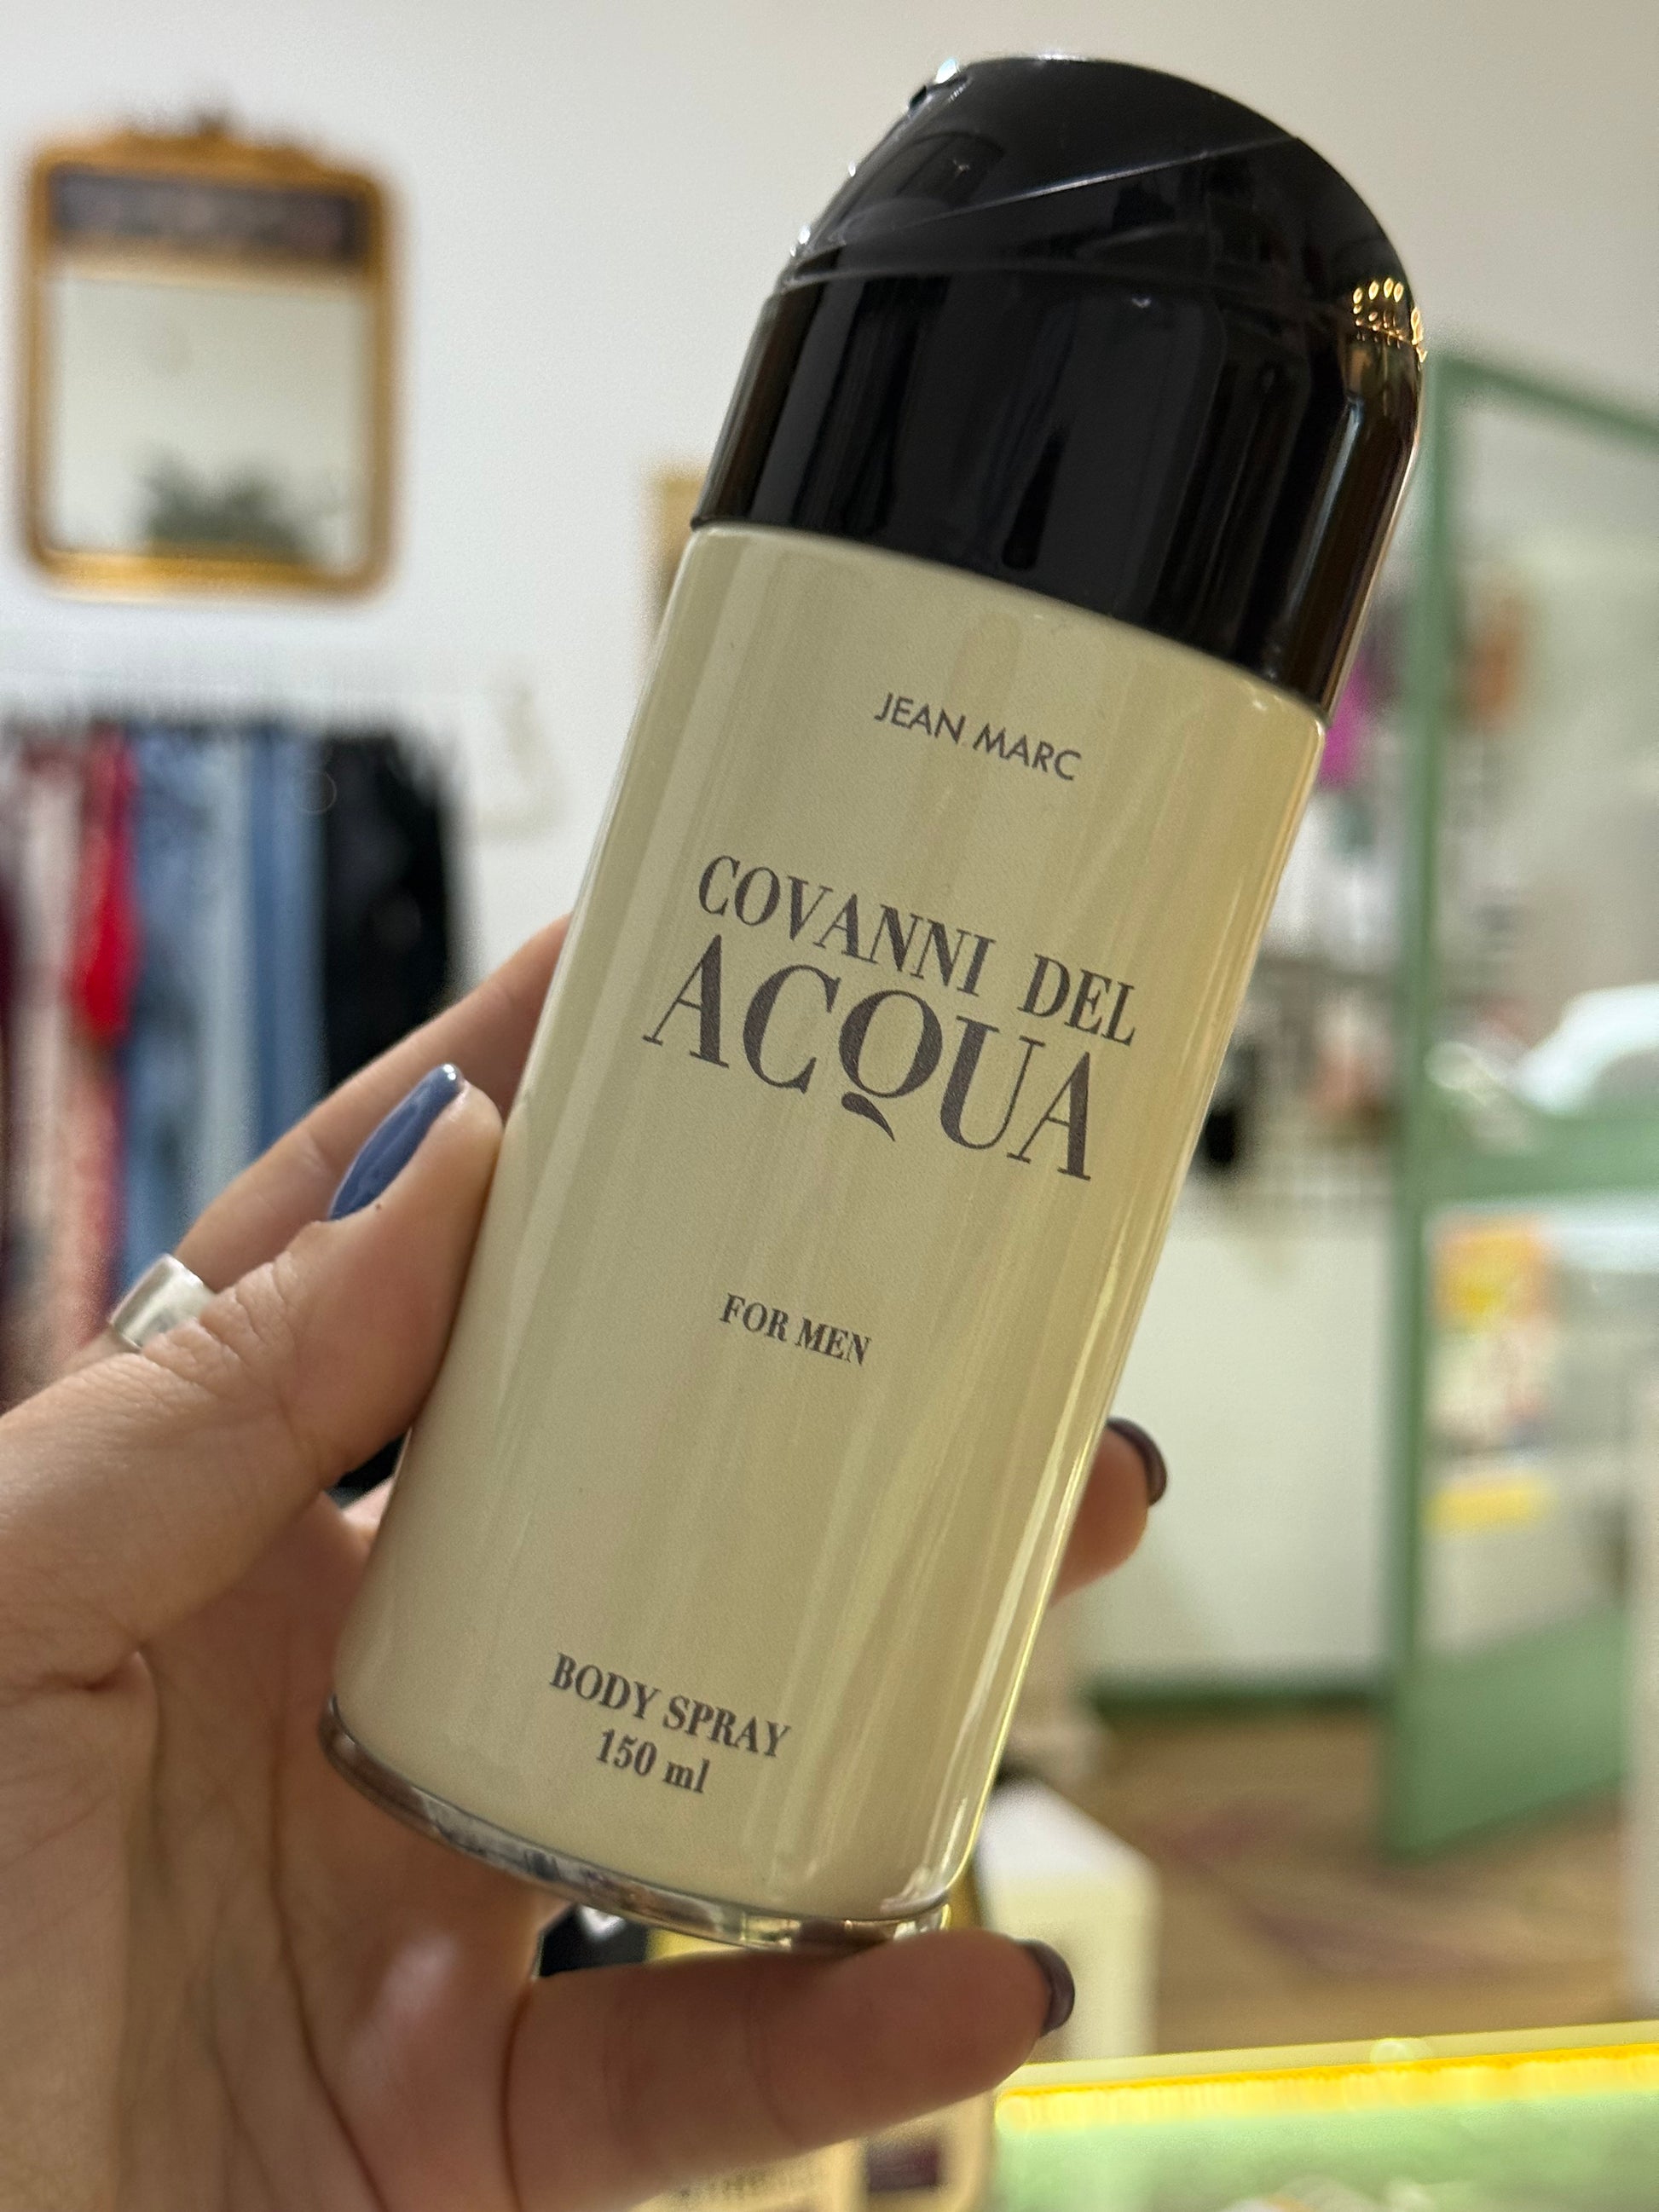 JEAN MARC
COVANNI DEL
ACQUA
FOR MEN
BODY SPRAY
150 ml